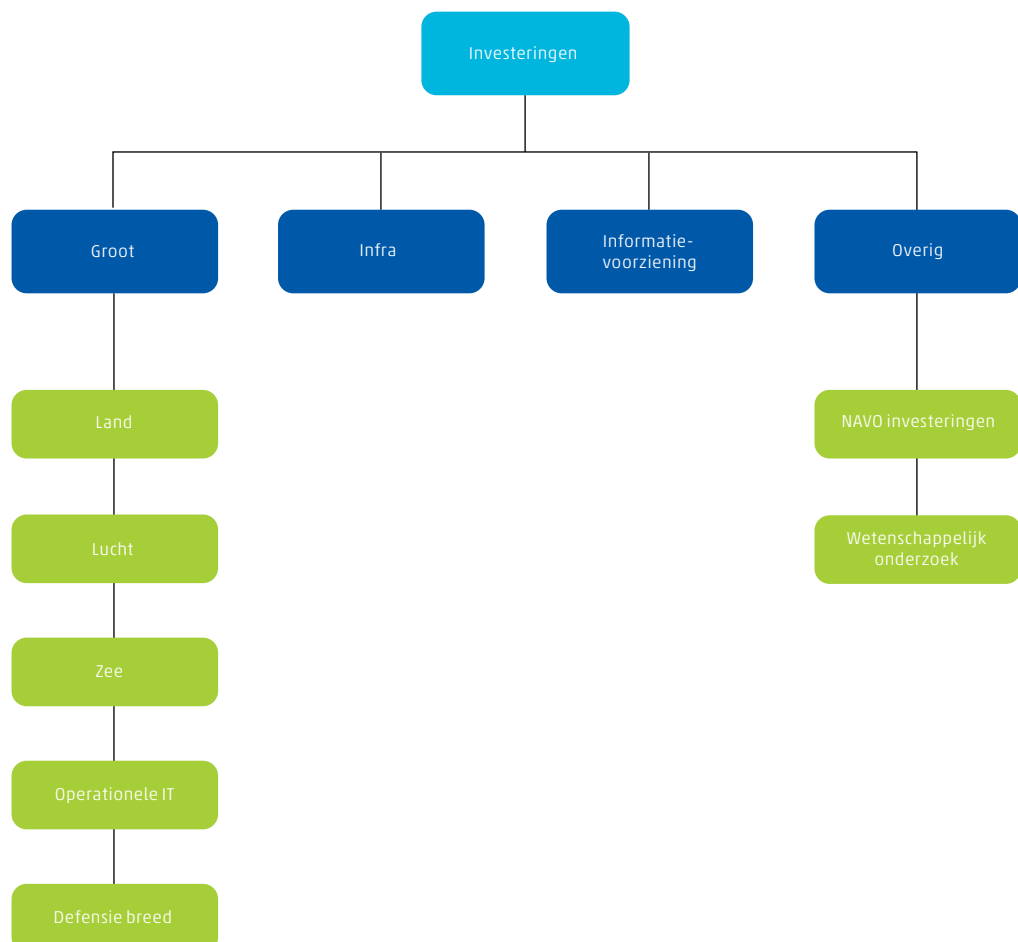 Investeringen
Groot
Infra
Informatie-
voorziening
Overig
Land
NAVO investeringen
Lucht
Wetenschappelijk
onderzoek
Zee
Operationele IT
Defensie breed